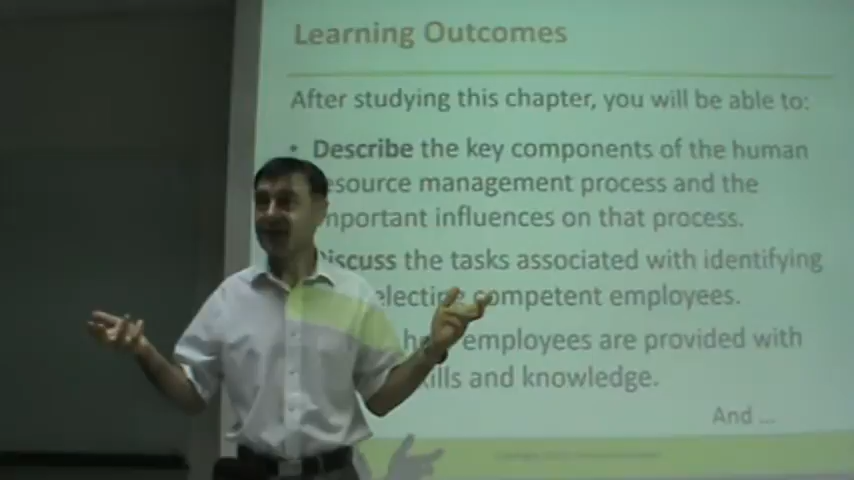 Learning Outcomes
After studying this chapter, you will be able to:
• Describe the key components of the human
esource management process and the
mportant influences on that process.
iscuss the tasks associated with identifying
electing competent employees.
employees are provided with
ills and knowledge.
And ...